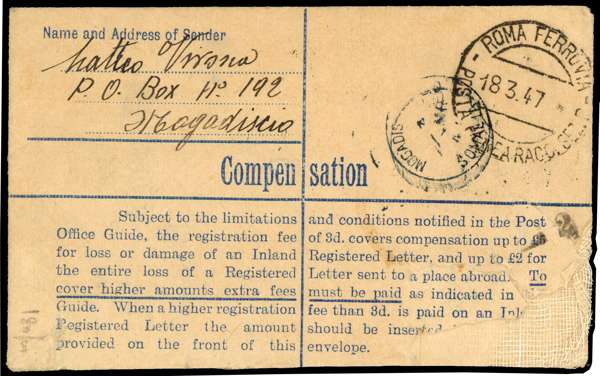 Name and Address of Sender
Matteo Virona
P.O. Box No. 192
Mogadiscio
ROMA FERROVIA
POSTA AEREA RACC.
18.3.47
MOGADISCIO
Compensation
Subject to the limitations and conditions notified in the Post
Office Guide, the registration fee of 3d. covers compensation up to £5
for loss or damage of an Inland Registered Letter, and up to £2 for
the entire loss of a Registered Letter sent to a place abroad. To
cover higher amounts extra fees must be paid as indicated in
Guide. When a higher registration fee than 3d. is paid on an
Registered Letter the amount should be inserted
provided on the front of this envelope.